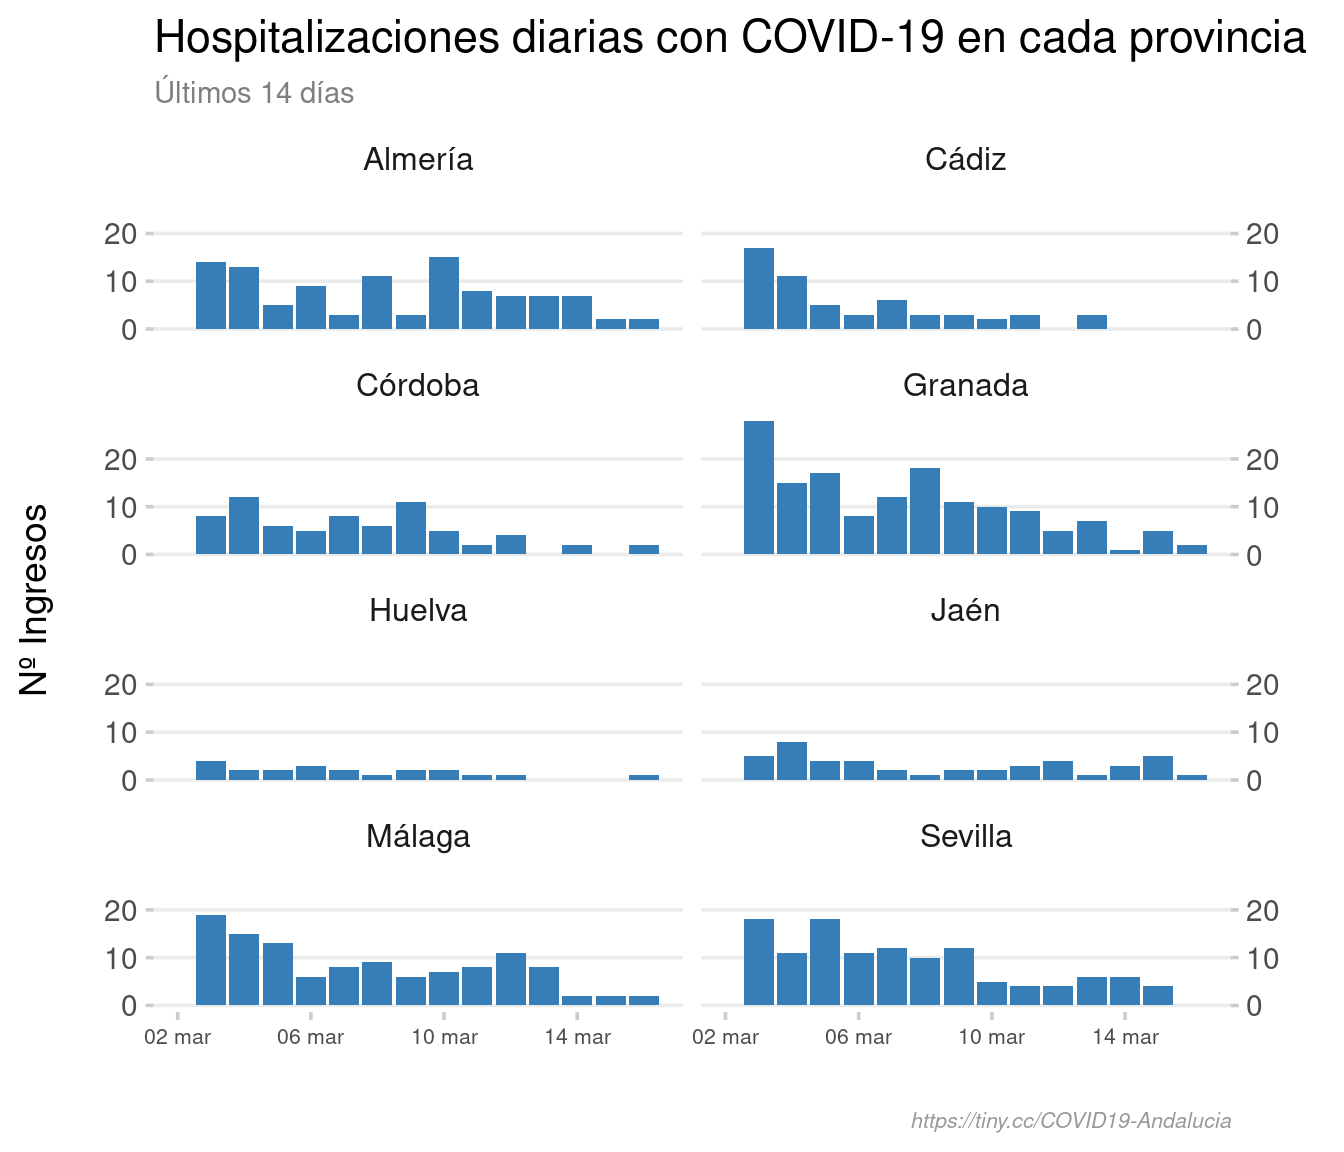 Hospitalizaciones diarias con COVID-19 en cada provincia
Últimos 14 días
Almería
Cádiz
20
10
0
20
10
0
Córdoba
Granada
20
10
0
20
10
0
Nº Ingresos
Huelva
Jaén
20
10
0
20
10
0
Málaga
Sevilla
20
10
0
20
10
0
02 mar 06 mar 10 mar 14 mar
02 mar 06 mar 10 mar 14 mar
https://tiny.cc/COVID19-Andalucia